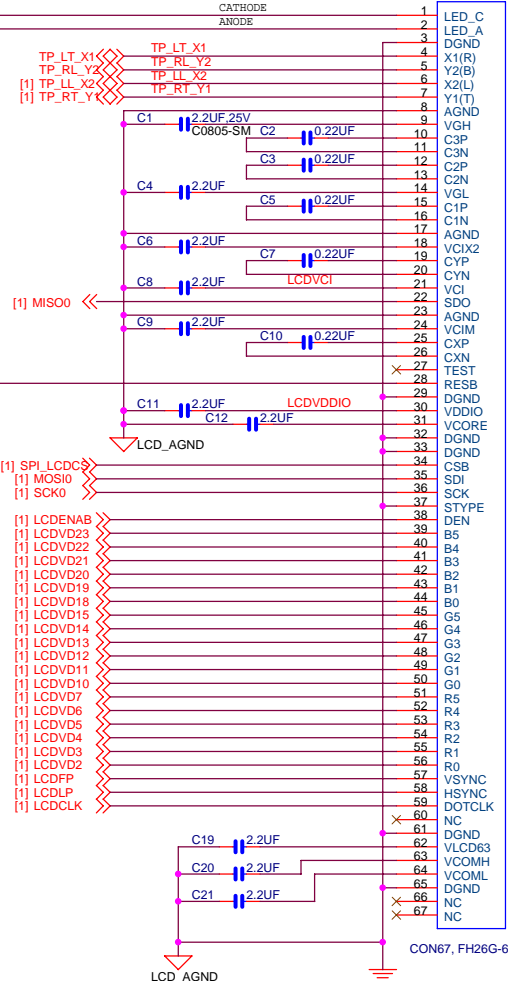 CATHODE 1 LED_C
ANODE 2 LED_A
3 DGND
TP_LT_X1 TP_LT_X1 4 X1(R)
TP_RL_Y2 TP_RL_Y2 5 Y2(B)
[1] TP_LL_X2 TP_LL_X2 6 X2(L)
[1] TP_RT_Y1 TP_RT_Y1 7 Y1(T)
8 AGND
C1 2.2UF,25V 9 VGH
C0805-SM C2 0.22UF 10 C3P
11 C3N
C3 0.22UF 12 C2P
13 C2N
C4 2.2UF 14 VGL
C5 0.22UF 15 C1P
16 C1N
17 AGND
C6 2.2UF 18 VCIX2
C7 0.22UF 19 CYP
20 CYN
C8 2.2UF LCDVCI 21 VCI
[1] MISO0 22 SDO
23 AGND
C9 2.2UF 24 VCIM
C10 0.22UF 25 CXP
26 CXN
27 TEST
28 RESB
29 DGND
C11 2.2UF LCDVDDIO 30 VDDIO
C12 2.2UF 31 VCORE
LCD_AGND 32 DGND
33 DGND
[1] SPI_LCDCS 34 CSB
[1] MOSI0 35 SDI
[1] SCK0 36 SCK
37 STYPE
[1] LCDENAB 38 DEN
[1] LCDVD23 39 B5
[1] LCDVD22 40 B4
[1] LCDVD21 41 B3
[1] LCDVD20 42 B2
[1] LCDVD19 43 B1
[1] LCDVD18 44 B0
[1] LCDVD15 45 G5
[1] LCDVD14 46 G4
[1] LCDVD13 47 G3
[1] LCDVD12 48 G2
[1] LCDVD11 49 G1
[1] LCDVD10 50 G0
[1] LCDVD7 51 R5
[1] LCDVD6 52 R4
[1] LCDVD5 53 R3
[1] LCDVD4 54 R2
[1] LCDVD3 55 R1
[1] LCDVD2 56 R0
[1] LCDFP 57 VSYNC
[1] LCDLP 58 HSYNC
[1] LCDCLK 59 DOTCLK
60 NC
61 DGND
C19 2.2UF 62 VLCD63
C20 2.2UF 63 VCOMH
C21 2.2UF 64 VCOML
65 DGND
66 NC
67 NC
CON67, FH26G-6
LCD_AGND